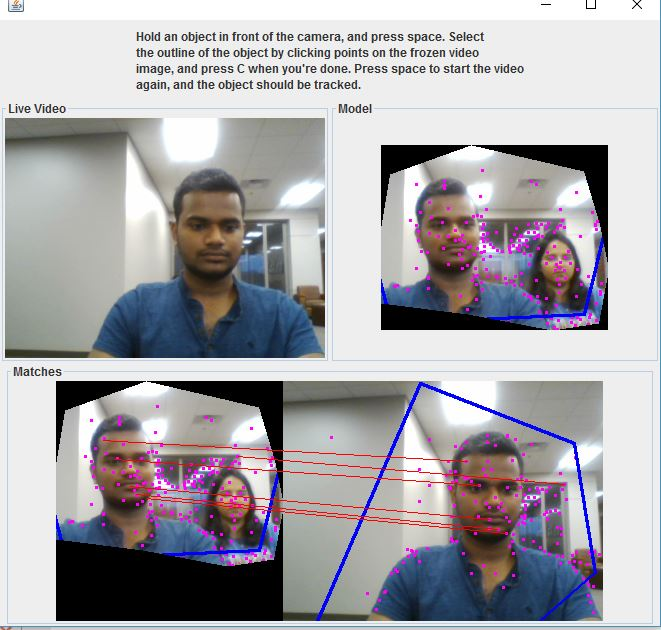 Hold an object in front of the camera, and press space. Select
the outline of the object by clicking points on the frozen video
image, and press C when you're done. Press space to start the video
again, and the object should be tracked.
Live Video
Model
Matches